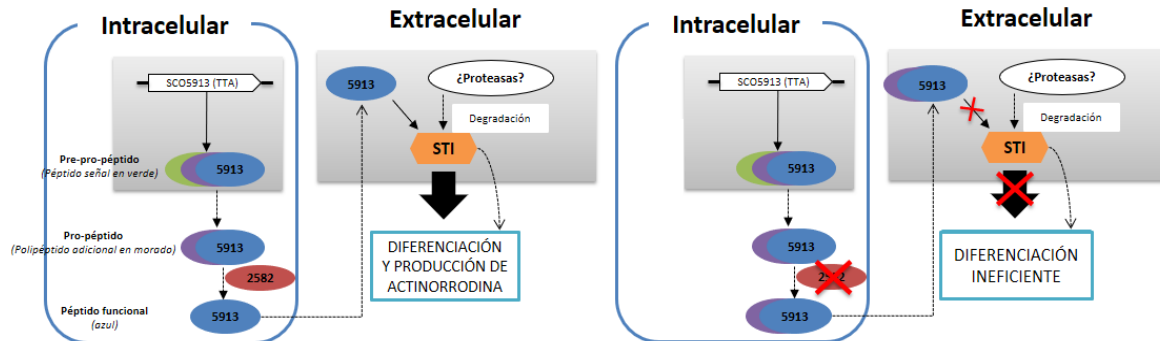 Intracelular
Extracelular
SCO5913 (TTA)
5913
¿Proteasas?
Degradación
STI
Pre-pro-péptido
(Péptido señal en verde)
5913
Pro-péptido
(Polipéptido adicional en morado)
5913
2582
Péptido funcional
(azul)
5913
DIFERENCIACIÓN
Y PRODUCCIÓN DE
ACTINORRODINA
Intracelular
Extracelular
SCO5913 (TTA)
5913
¿Proteasas?
Degradación
STI
5913
5913
2582
5913
DIFERENCIACIÓN
INEFICIENTE